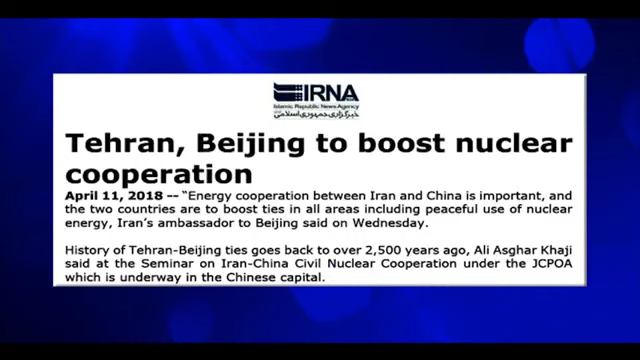 IRNA
Islamic Republic News Agency
خبرگزاری جمهوری اسلامی
Tehran, Beijing to boost nuclear
cooperation
April 11, 2018 -- “Energy cooperation between Iran and China is important, and
the two countries are to boost ties in all areas including peaceful use of nuclear
energy, Iran’s ambassador to Beijing said on Wednesday.
History of Tehran-Beijing ties goes back to over 2,500 years ago, Ali Asghar Khaji
said at the Seminar on Iran-China Civil Nuclear Cooperation under the JCPOA
which is underway in the Chinese capital.